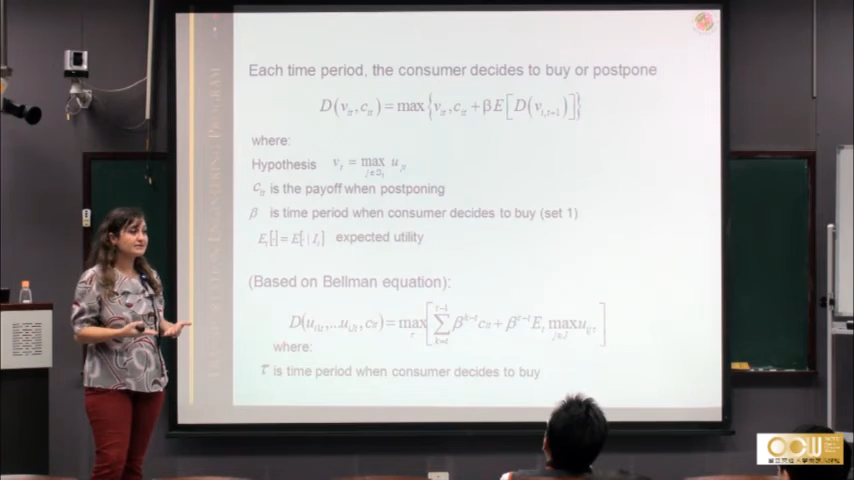 Each time period, the consumer decides to buy or postpone
D(v_it, c_it) = max{v_it, c_it + βE[D(v_i,t+1)]}
where:
Hypothesis v_t = max_{j∈ℑ_t} u_jt
c_it is the payoff when postponing
β is time period when consumer decides to buy (set 1)
E_t[·] = E[· | I_t] expected utility
(Based on Bellman equation):
D(u_i1t, ...u_iJt, c_it) = max_τ [ Σ_{k=t}^{τ-1} β^{k-t} c_it + β^{τ-t} E_t max_{j∈J} u_ijτ ]
where:
τ is time period when consumer decides to buy
OCW